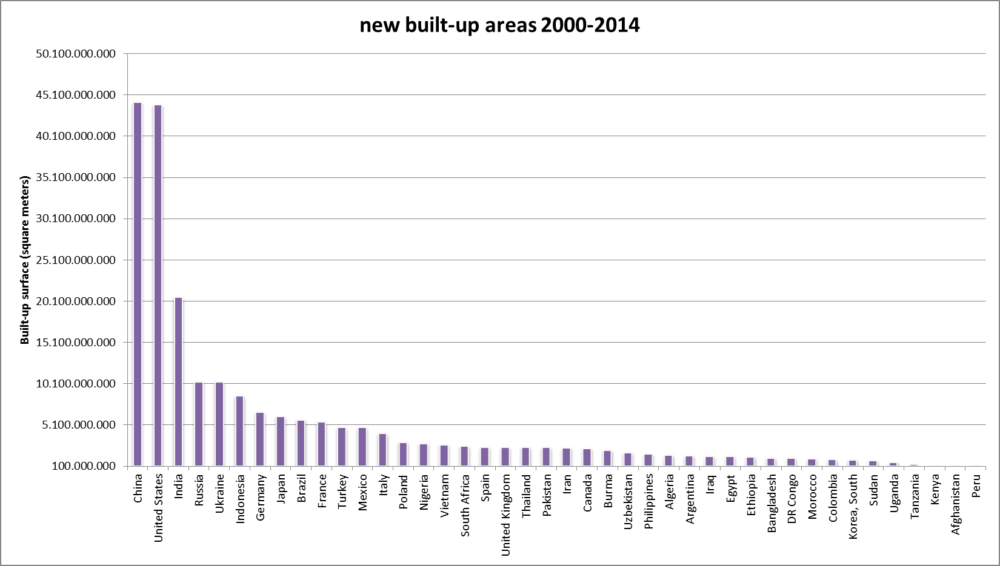 new built-up areas 2000-2014
Built-up surface (square meters)
50.100.000.000
45.100.000.000
40.100.000.000
35.100.000.000
30.100.000.000
25.100.000.000
20.100.000.000
15.100.000.000
10.100.000.000
5.100.000.000
100.000.000
China
United States
India
Russia
Ukraine
Indonesia
Germany
Japan
Brazil
France
Turkey
Mexico
Italy
Poland
Nigeria
Vietnam
South Africa
Spain
United Kingdom
Thailand
Pakistan
Iran
Canada
Burma
Uzbekistan
Philippines
Algeria
Argentina
Iraq
Egypt
Ethiopia
Bangladesh
DR Congo
Morocco
Colombia
Korea, South
Sudan
Uganda
Tanzania
Kenya
Afghanistan
Peru